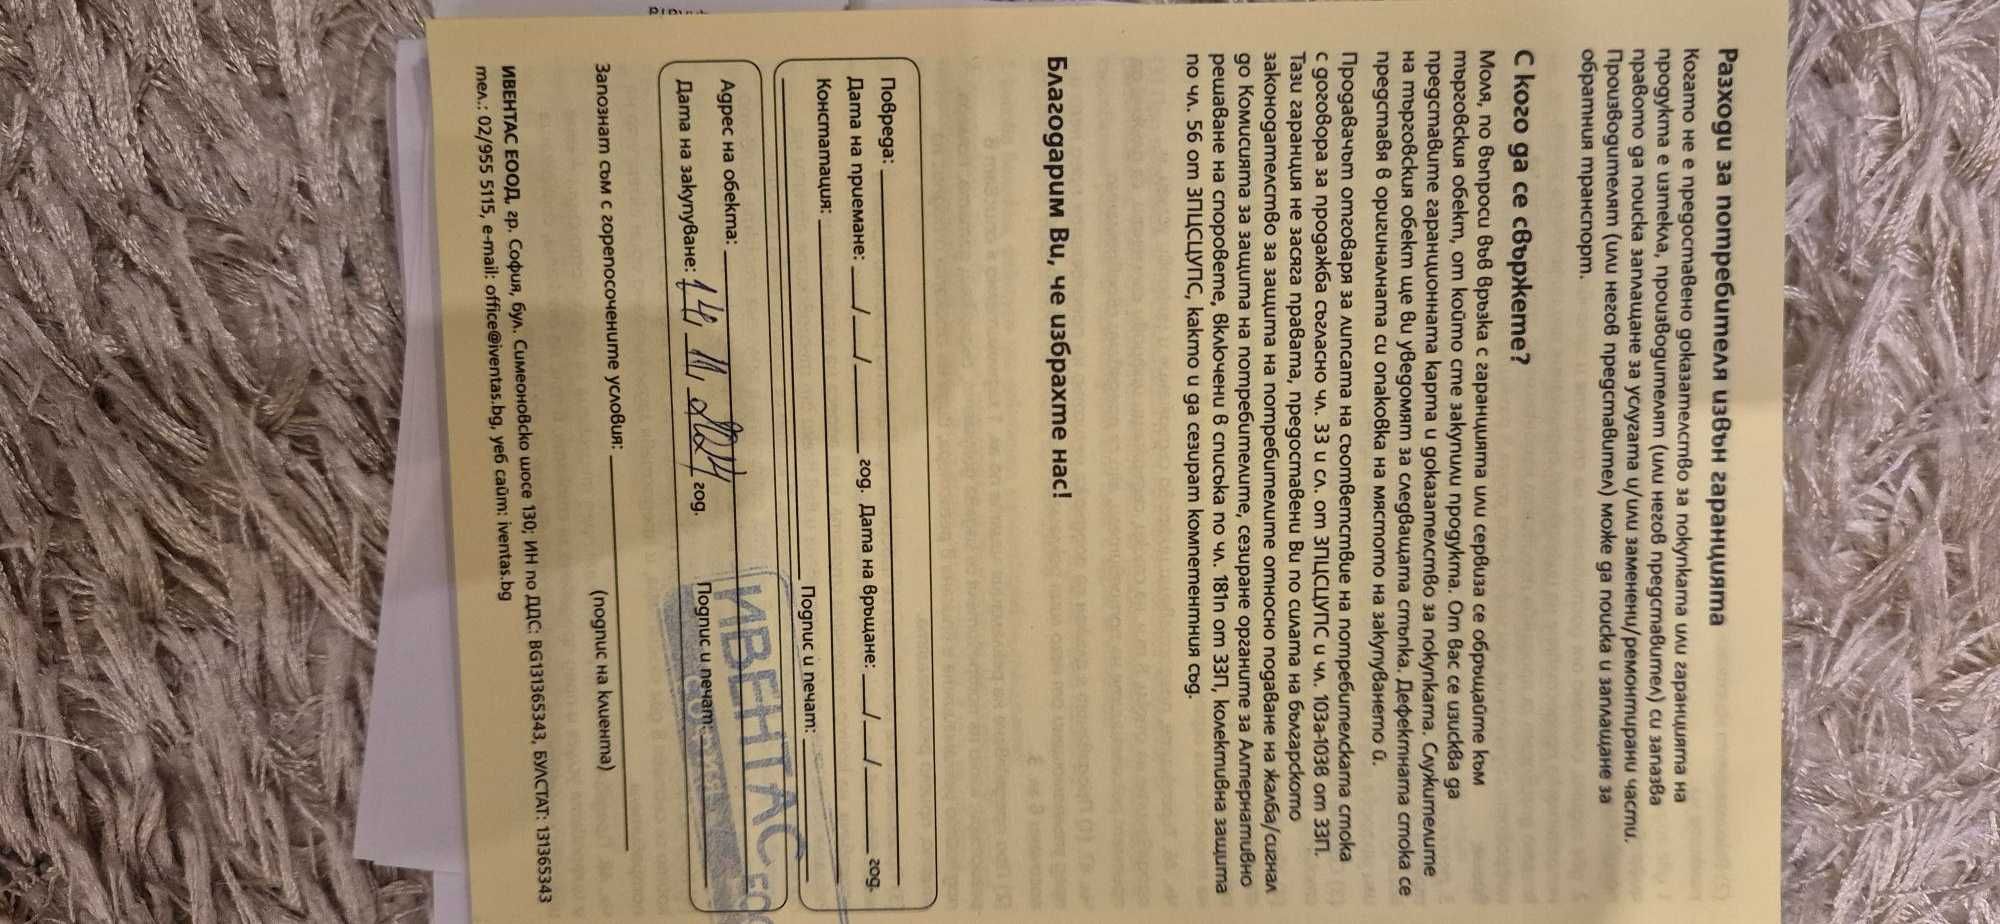 Разходи за потребителя извън гаранцията
Когато не е предоставено доказателство за покупката или гаранцията на
продукта е изтекла, производителят (или негов представител) си запазва
правото да поиска заплащане за услугата и/или заменени/ремонтирани части.
Производителят (или негов представител) може да поиска и заплащане за
обратния транспорт.
С кого да се свържете?
Моля, по въпроси във връзка с гаранцията или сервиза се обръщайте към
търговския обект, от който сте закупили продукта. От вас се изисква да
представите гаранционната карта и доказателство за покупката. Служителите
на търговския обект ще ви уведомят за следващата стъпка. Дефектната стока се
представя в оригиналната си опаковка на мястото на закупуването ѝ.
Продавачът отговаря за липсата на съответствие на потребителската стока
с договора за продажба съгласно чл. 33 и сл. от ЗПЦСЦУПС и чл. 103а-103в от ЗЗП.
Тази гаранция не засяга правата, предоставени Ви по силата на българското
законодателство за защита на потребителите относно подаване на жалба/сигнал
до Комисията за защита на потребителите, сезиране органите за Алтернативно
решаване на споровете, включени в списъка по чл. 181п от ЗЗП, колективна защита
по чл. 56 от ЗПЦСЦУПС, както и да сезират компетентния съд.
Благодарим Ви, че избрахте нас!
Повреда:
Дата на приемане: ___/___/______ год. Дата на връщане: ___/___/______ год.
Констатация:
Подпис и печат:
Адрес на обекта:
ИВЕНТАС ЕООД
Дата на закупуване: 14, 11, 2024 год. Подпис и печат:
Запознат съм с горепосочените условия:
(подпис на клиента)
ИВЕНТАС ЕООД, гр. София, бул. Симеоновско шосе 130; ИН по ДДС: BG131365343, БУЛСТАТ: 131365343
тел.: 02/955 5115, e-mail: office@iventas.bg, уеб сайт: iventas.bg